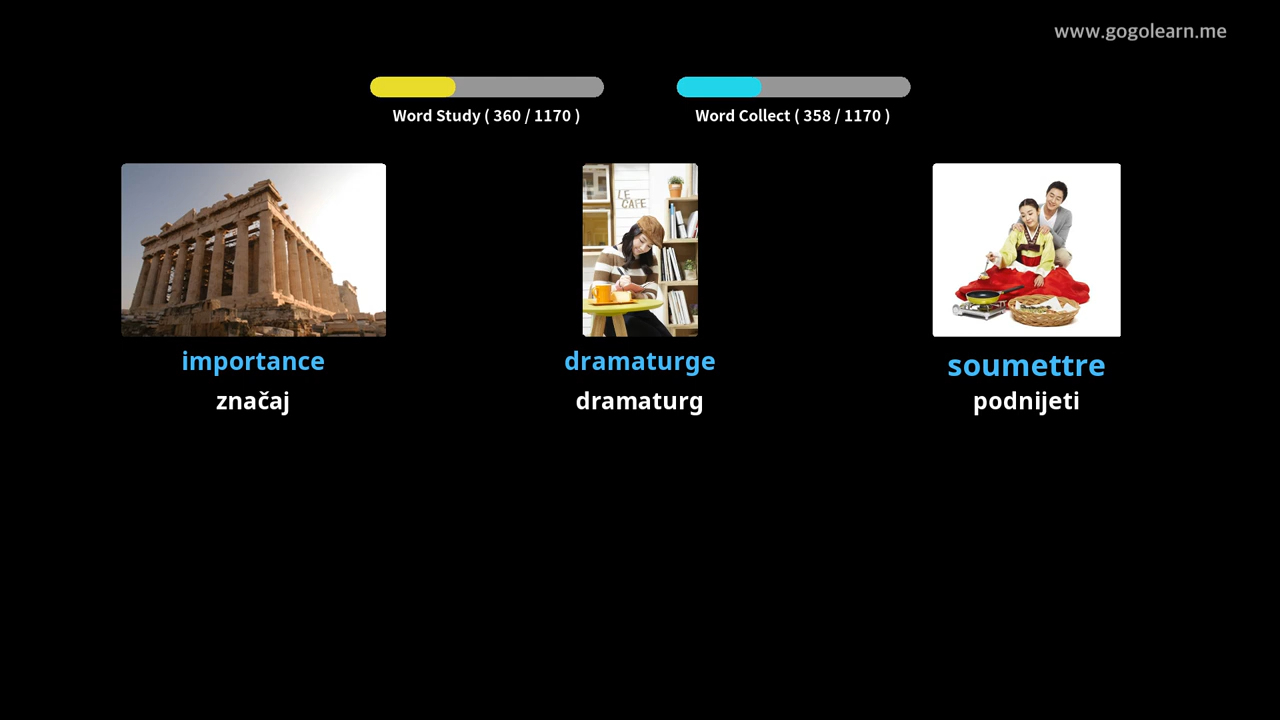 www.gogolearn.me
Word Study ( 360 / 1170 )
Word Collect ( 358 / 1170 )
LE CAFE
importance
dramaturge
soumettre
značaj
dramaturg
podnijeti